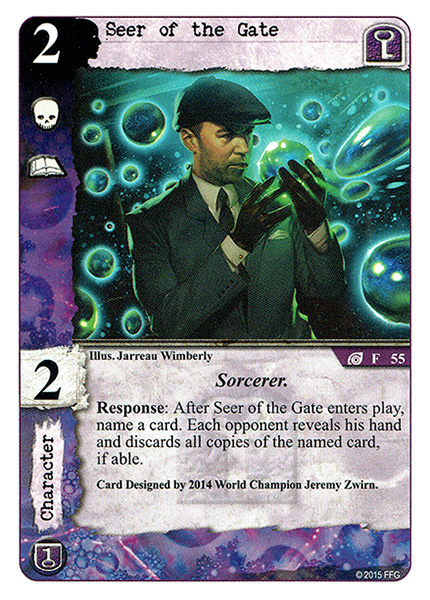 2
Seer of the Gate
Illus. Jarreau Wimberly
F 55
2
Sorcerer.
Response: After Seer of the Gate enters play,
name a card. Each opponent reveals his hand
and discards all copies of the named card,
if able.
Card Designed by 2014 World Champion Jeremy Zwirn.
Character
1
©2015 FFG